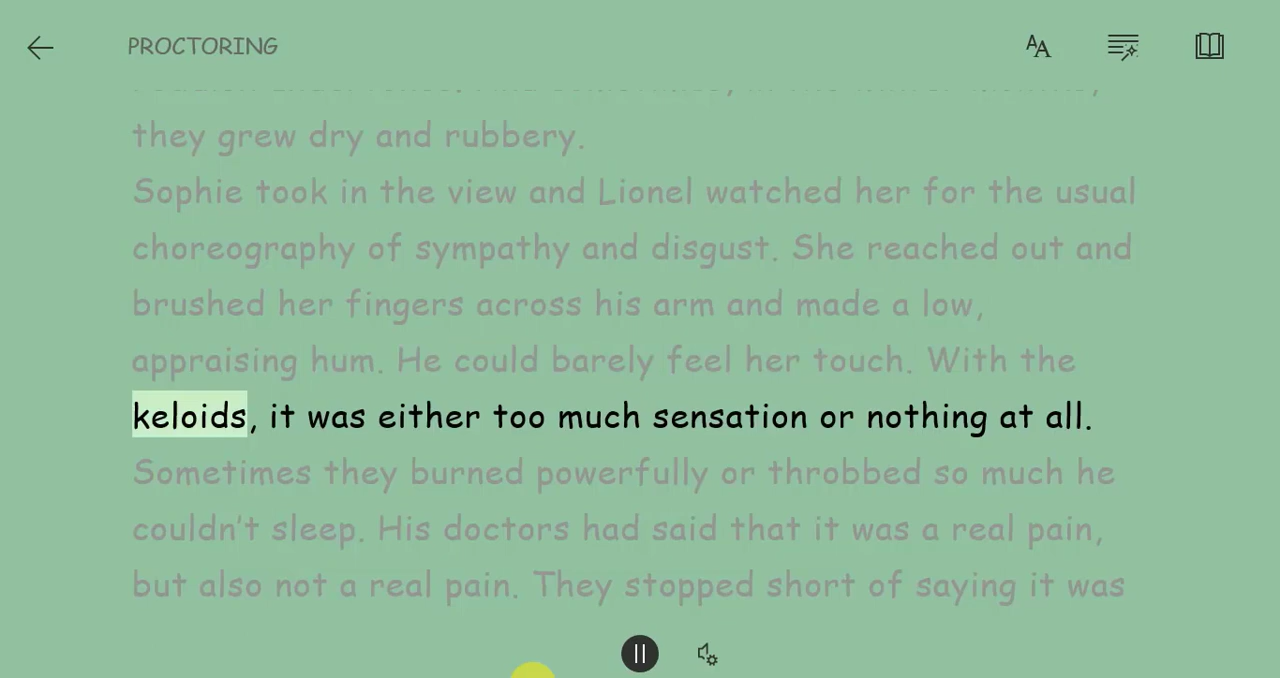 PROCTORING
they grew dry and rubbery.
Sophie took in the view and Lionel watched her for the usual
choreography of sympathy and disgust. She reached out and
brushed her fingers across his arm and made a low,
appraising hum. He could barely feel her touch. With the
keloids, it was either too much sensation or nothing at all.
Sometimes they burned powerfully or throbbed so much he
couldn't sleep. His doctors had said that it was a real pain,
but also not a real pain. They stopped short of saying it was